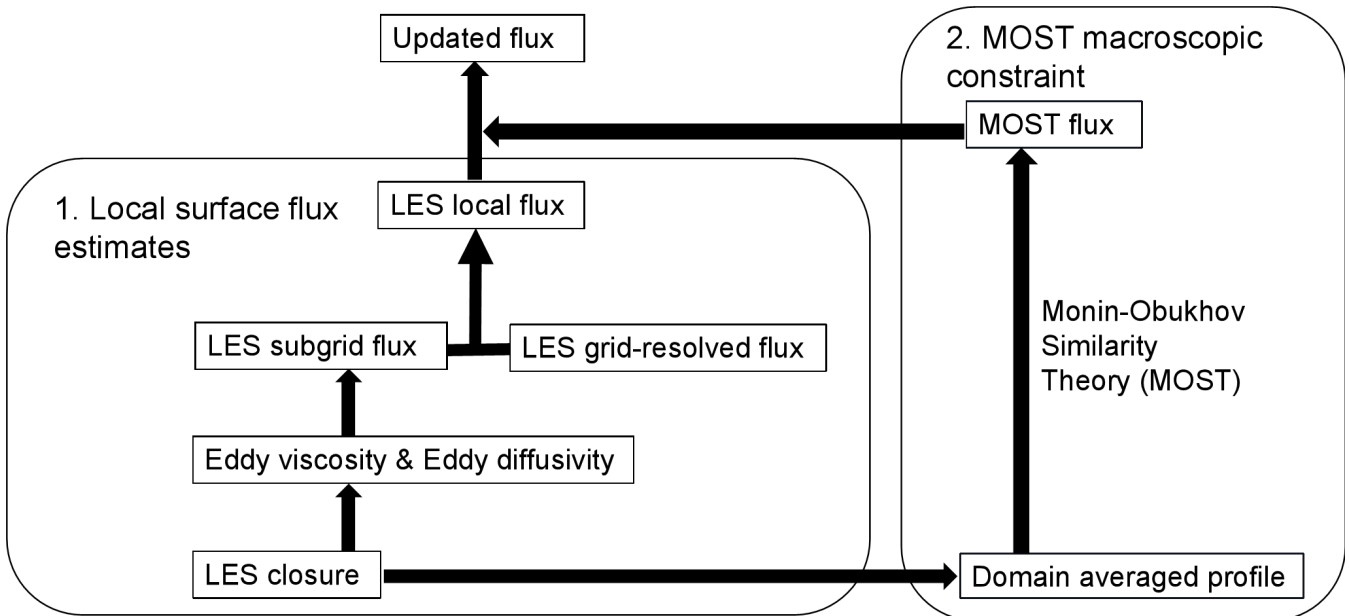 Updated flux
2. MOST macroscopic
constraint
MOST flux
1. Local surface flux
estimates
LES local flux
LES subgrid flux
LES grid-resolved flux
Monin-Obukhov
Similarity
Theory (MOST)
Eddy viscosity & Eddy diffusivity
LES closure
Domain averaged profile